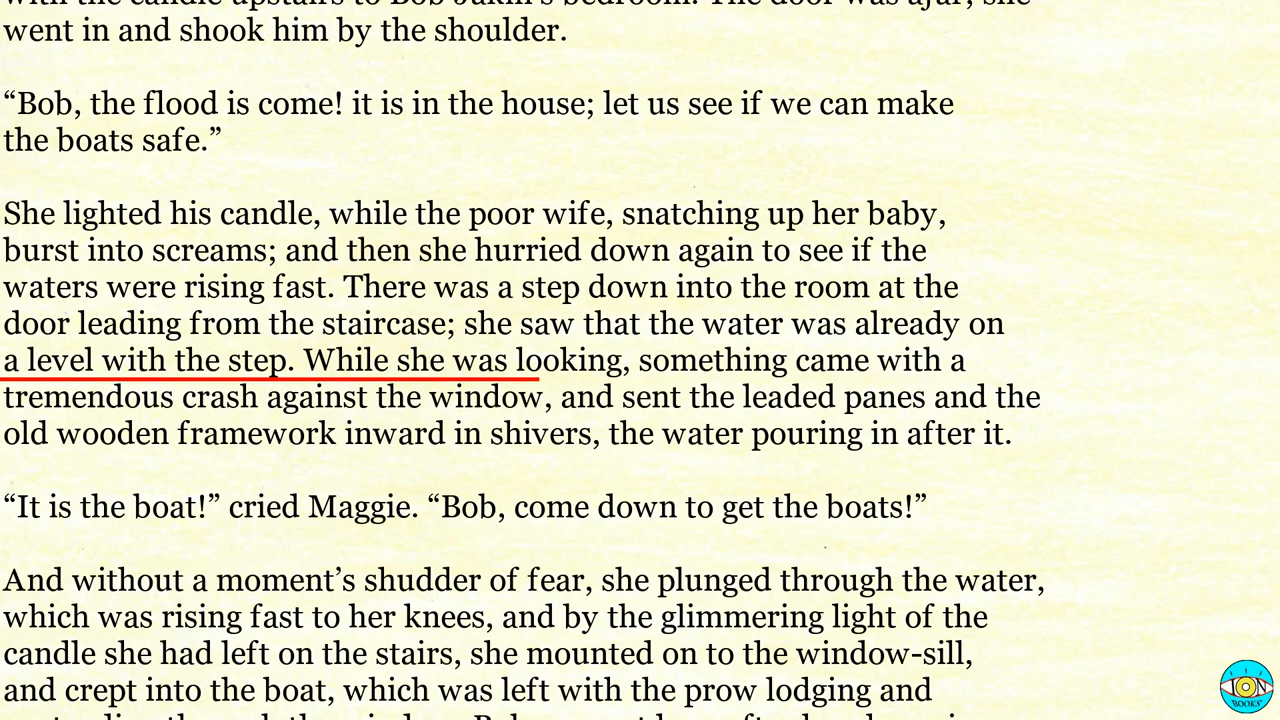 went in and shook him by the shoulder.
“Bob, the flood is come! it is in the house; let us see if we can make
the boats safe.”
She lighted his candle, while the poor wife, snatching up her baby,
burst into screams; and then she hurried down again to see if the
waters were rising fast. There was a step down into the room at the
door leading from the staircase; she saw that the water was already on
a level with the step. While she was looking, something came with a
tremendous crash against the window, and sent the leaded panes and the
old wooden framework inward in shivers, the water pouring in after it.
“It is the boat!” cried Maggie. “Bob, come down to get the boats!”
And without a moment’s shudder of fear, she plunged through the water,
which was rising fast to her knees, and by the glimmering light of the
candle she had left on the stairs, she mounted on to the window-sill,
and crept into the boat, which was left with the prow lodging and
ION
BOOKS